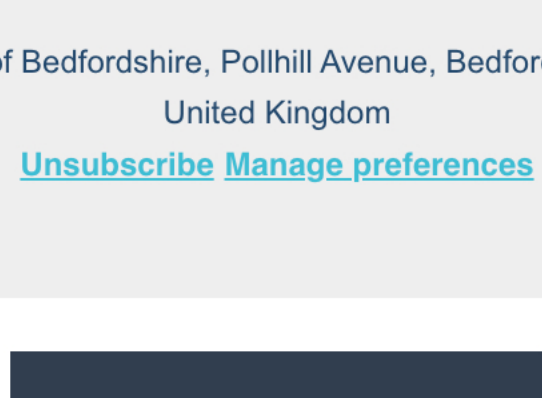 of Bedfordshire, Pollhill Avenue, Bedfor
United Kingdom
Unsubscribe Manage preferences